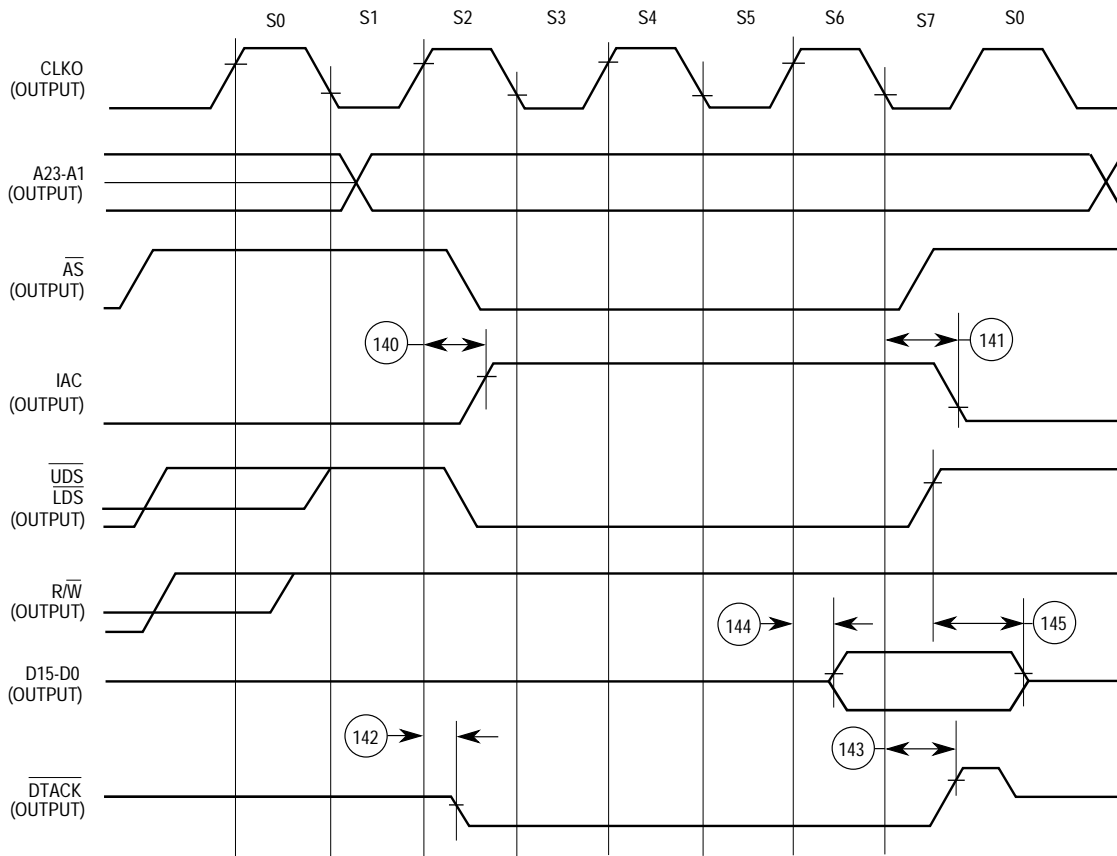 S0 S1 S2 S3 S4 S5 S6 S7 S0
CLKO
(OUTPUT)
A23-A1
(OUTPUT)
AS
(OUTPUT)
140
141
IAC
(OUTPUT)
UDS
LDS
(OUTPUT)
R/W
(OUTPUT)
144
145
D15-D0
(OUTPUT)
142
143
DTACK
(OUTPUT)